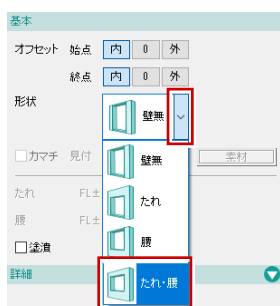 基本
オフセット 始点 内 0 外
終点 内 0 外
形状 壁無
カマチ 見付 壁無 素材
たれ FL± たれ
腰 FL± 腰
塗潰
たれ・腰
詳細